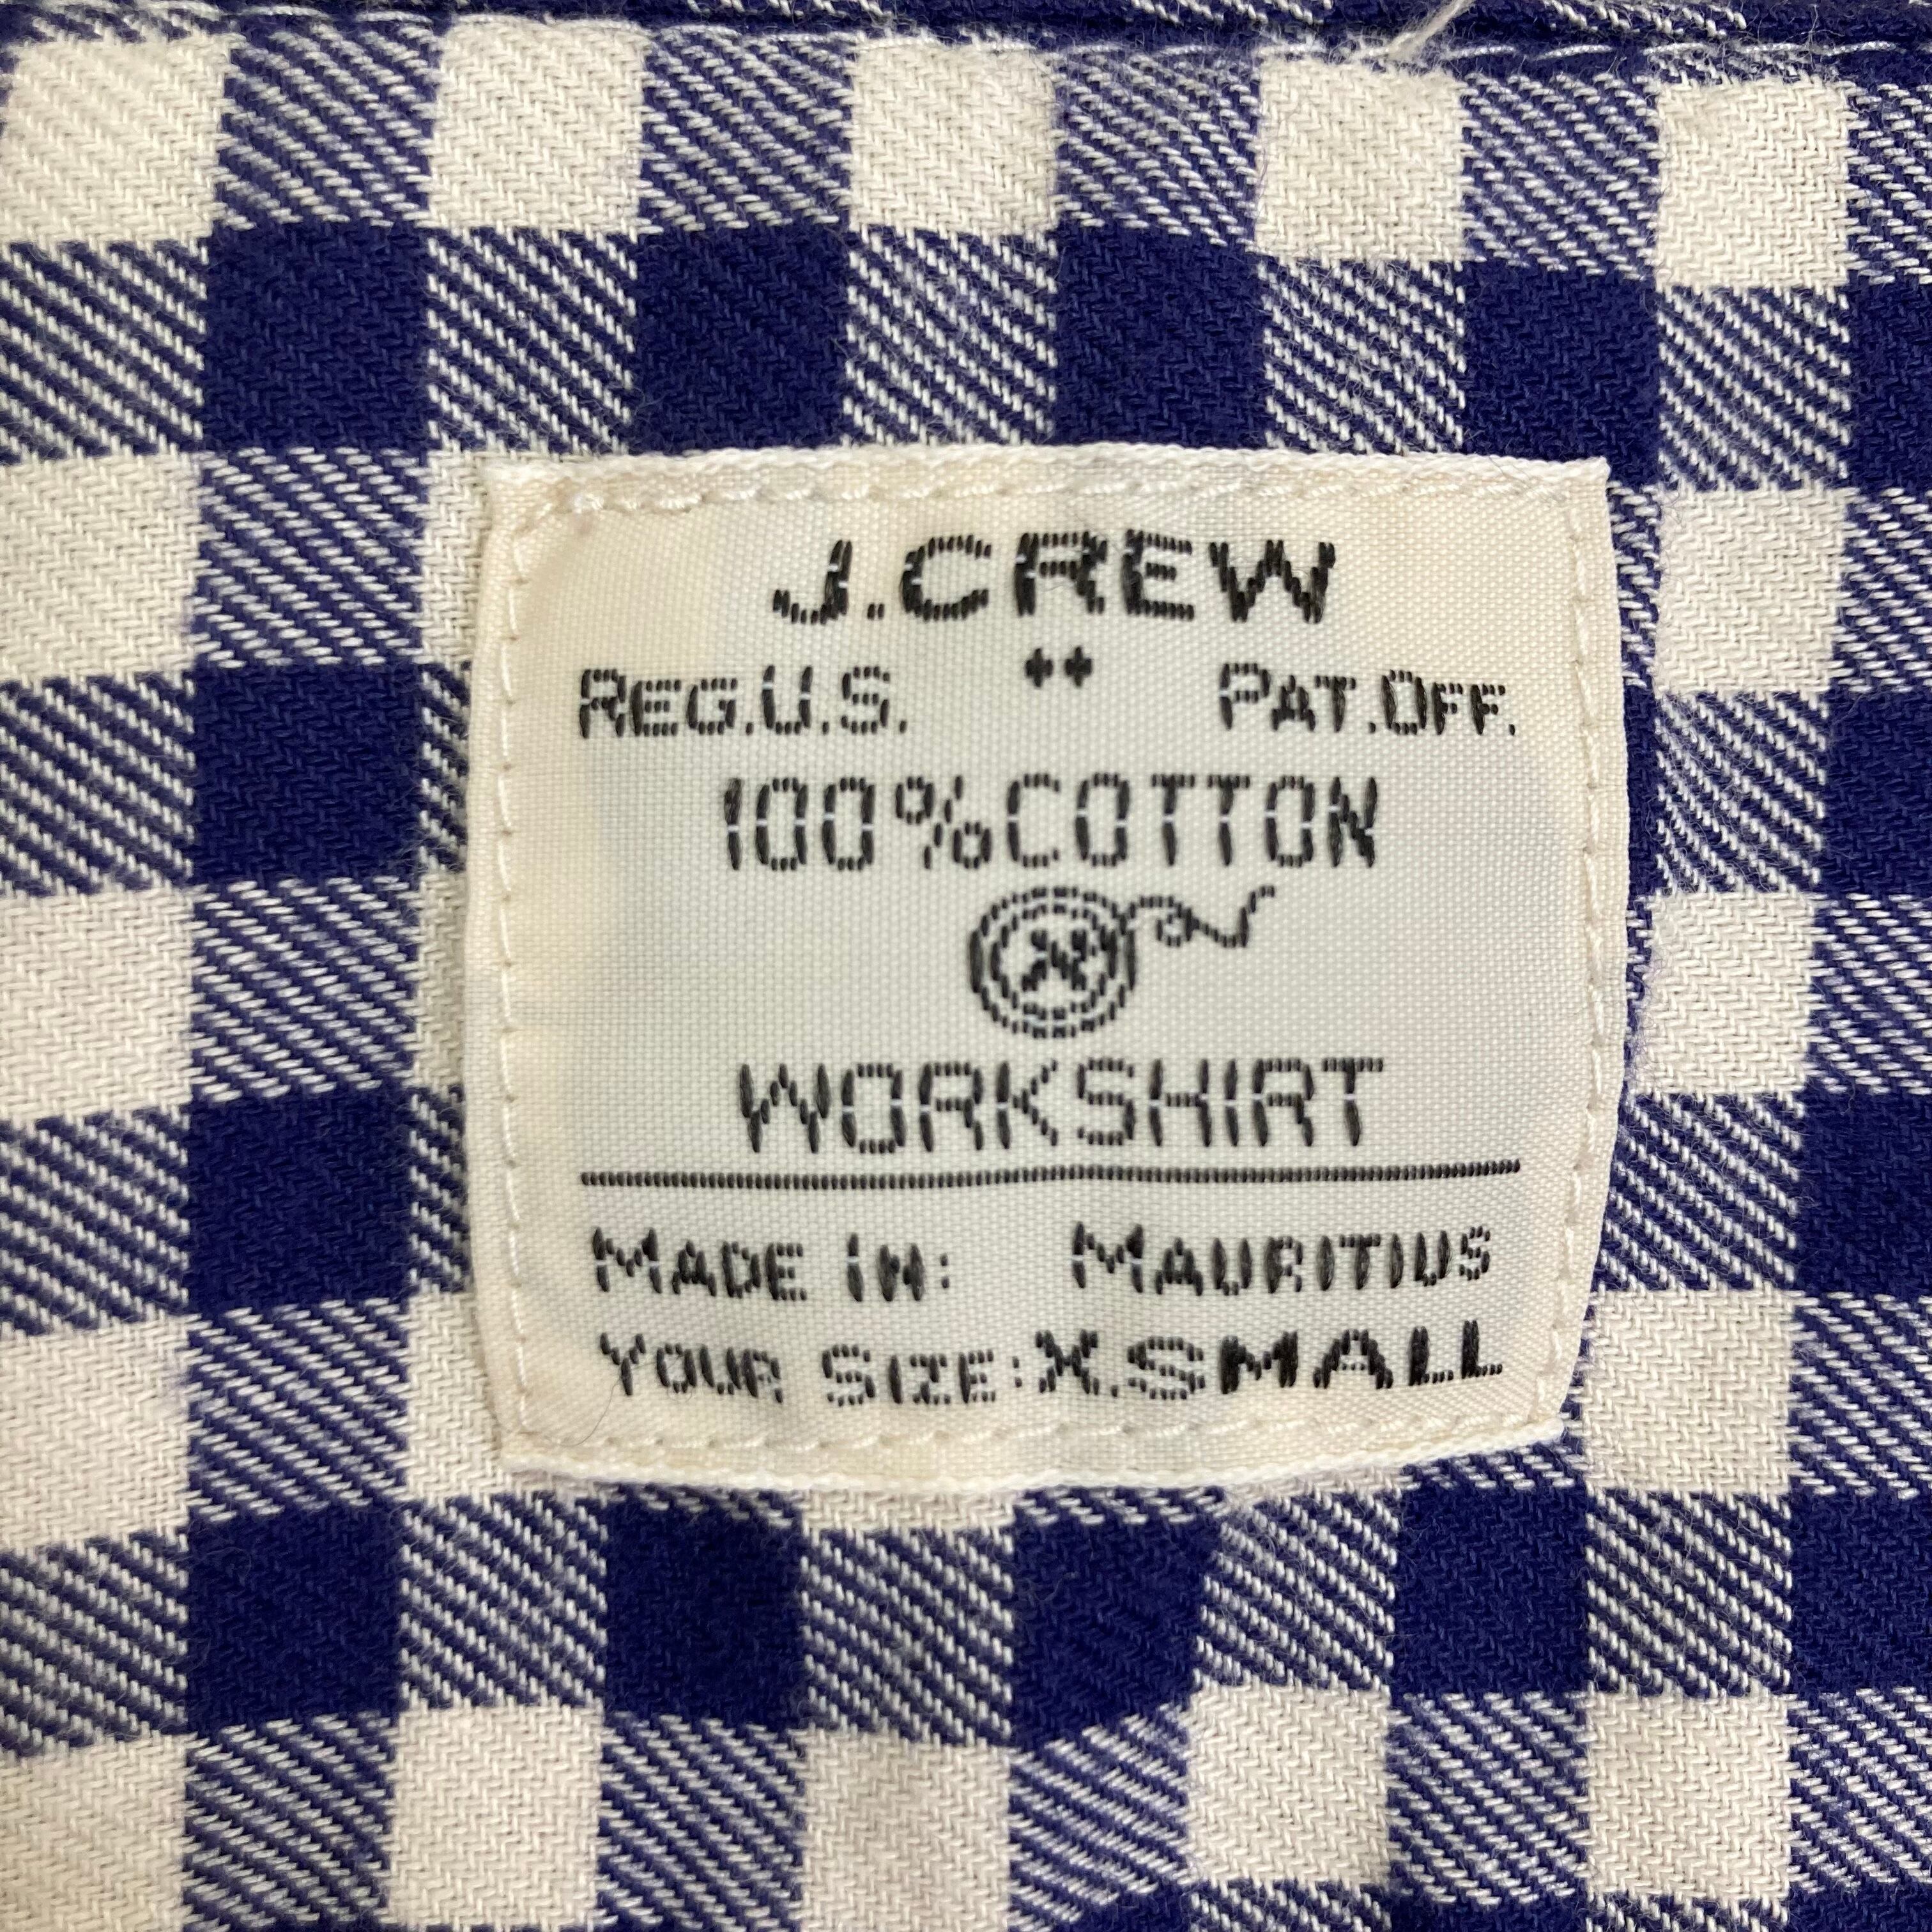 J.CREW
REG.U.S. PAT.OFF.
100%COTTON
WORKSHIRT
MADE IN: MAURITIUS
YOUR SIZE:X.SMALL